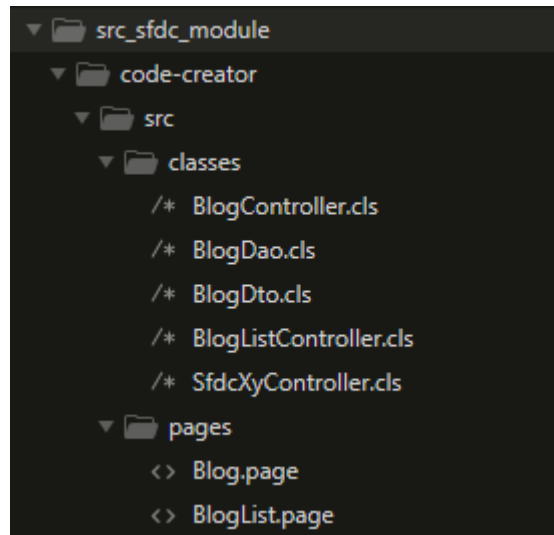 src_sfdc_module
code-creator
src
classes
/* BlogController.cls
/* BlogDao.cls
/* BlogDto.cls
/* BlogListController.cls
/* SfdcXyController.cls
pages
<> Blog.page
<> BlogList.page